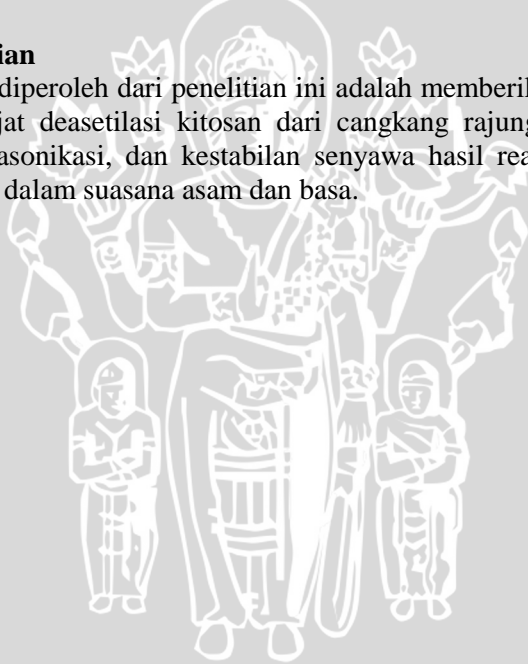 ian
diperoleh dari penelitian ini adalah memberi
jat deasetilasi kitosan dari cangkang rajung
asonikasi, dan kestabilan senyawa hasil rea
dalam suasana asam dan basa.